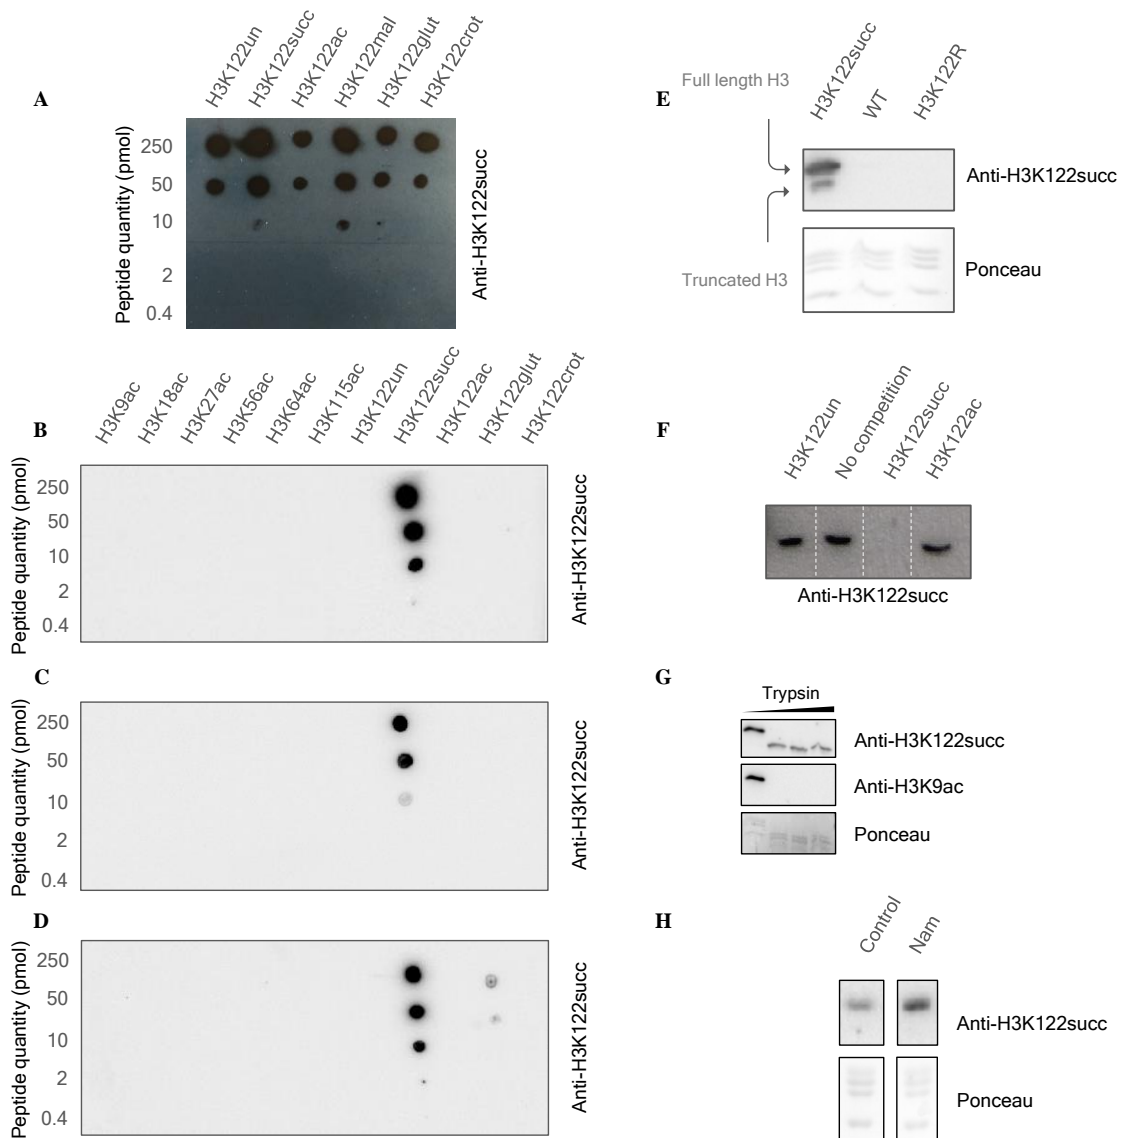 A
H3K122un
H3K122succ
H3K122ac
H3K122mal
H3K122glut
H3K122crot
Peptide quantity (pmol)
250
50
10
2
0.4
Anti-H3K122succ
B
H3K9ac
H3K18ac
H3K27ac
H3K56ac
H3K64ac
H3K115ac
H3K122un
H3K122succ
H3K122ac
H3K122glut
H3K122crot
Peptide quantity (pmol)
250
50
10
2
0.4
Anti-H3K122succ
C
Peptide quantity (pmol)
250
50
10
2
0.4
Anti-H3K122succ
D
Peptide quantity (pmol)
250
50
10
2
0.4
Anti-H3K122succ
E
Full length H3
H3K122succ
WT
H3K122R
Anti-H3K122succ
Truncated H3
Ponceau
F
H3K122un
No competition
H3K122succ
H3K122ac
Anti-H3K122succ
G
Trypsin
Anti-H3K122succ
Anti-H3K9ac
Ponceau
H
Control
Nam
Anti-H3K122succ
Ponceau